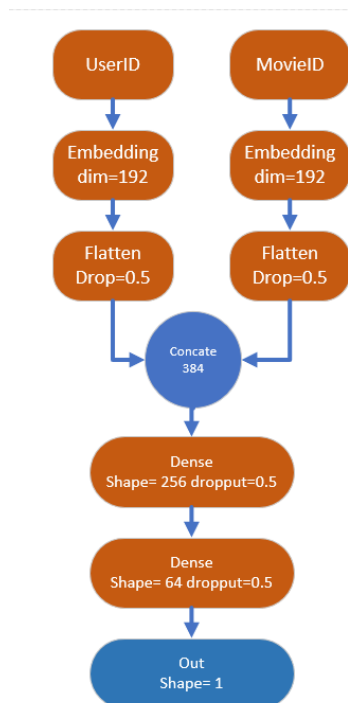 UserID
MovieID
Embedding
dim=192
Embedding
dim=192
Flatten
Drop=0.5
Flatten
Drop=0.5
Concate
384
Dense
Shape= 256 dropput=0.5
Dense
Shape= 64 dropput=0.5
Out
Shape= 1